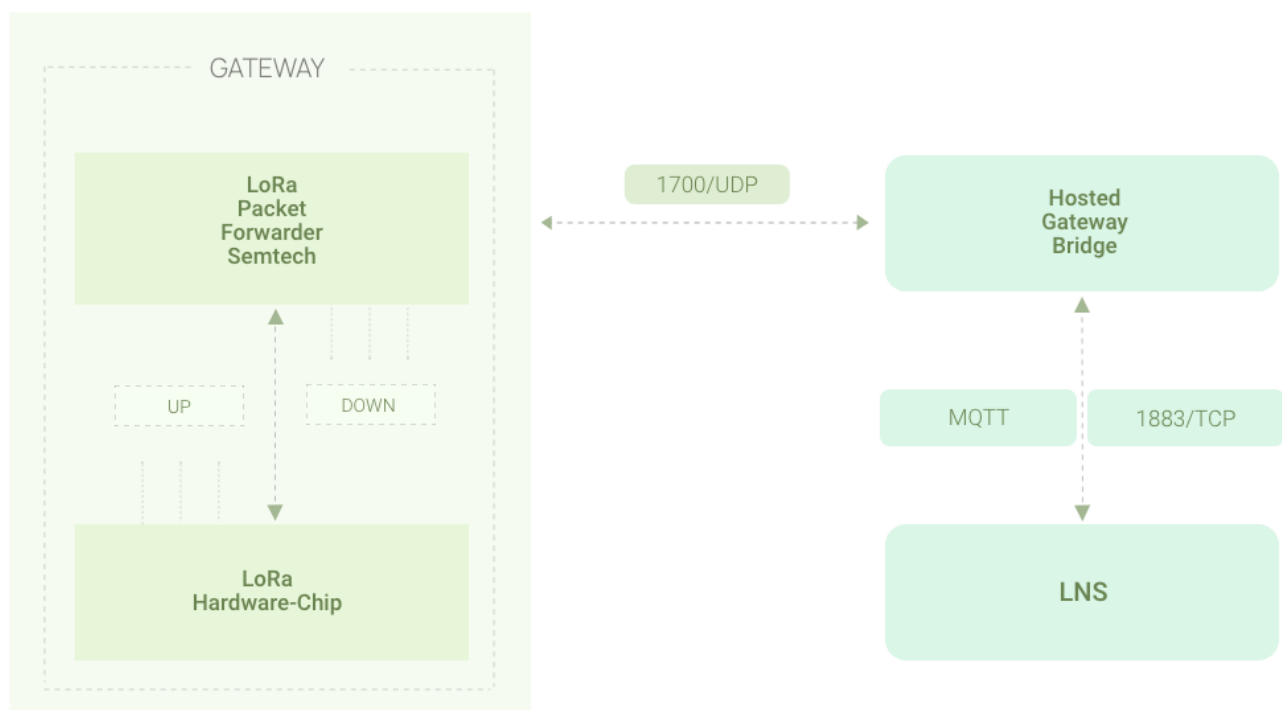 GATEWAY
LoRa
Packet
Forwarder
Semtech
1700/UDP
Hosted
Gateway
Bridge
UP
DOWN
MQTT
1883/TCP
LoRa
Hardware-Chip
LNS